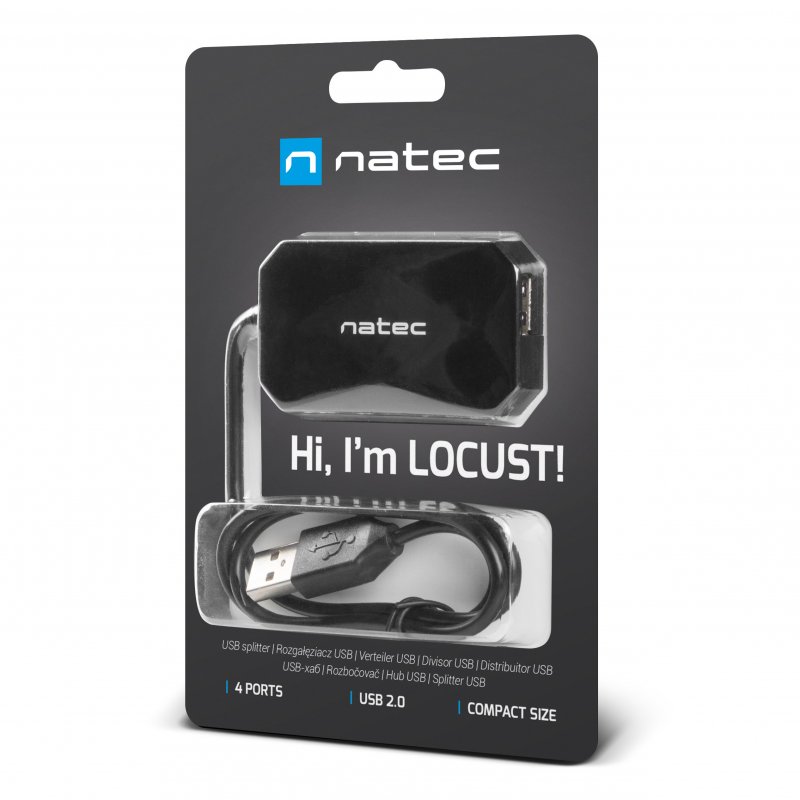 natec
natec
Hi, I'm LOCUST!
USB splitter | Rozgałęziacz USB | Verteiler USB | Divisor USB | Distribuitor USB
USB-хаб | Rozbočovač | Hub USB | Splitter USB
| 4 PORTS | USB 2.0 | COMPACT SIZE